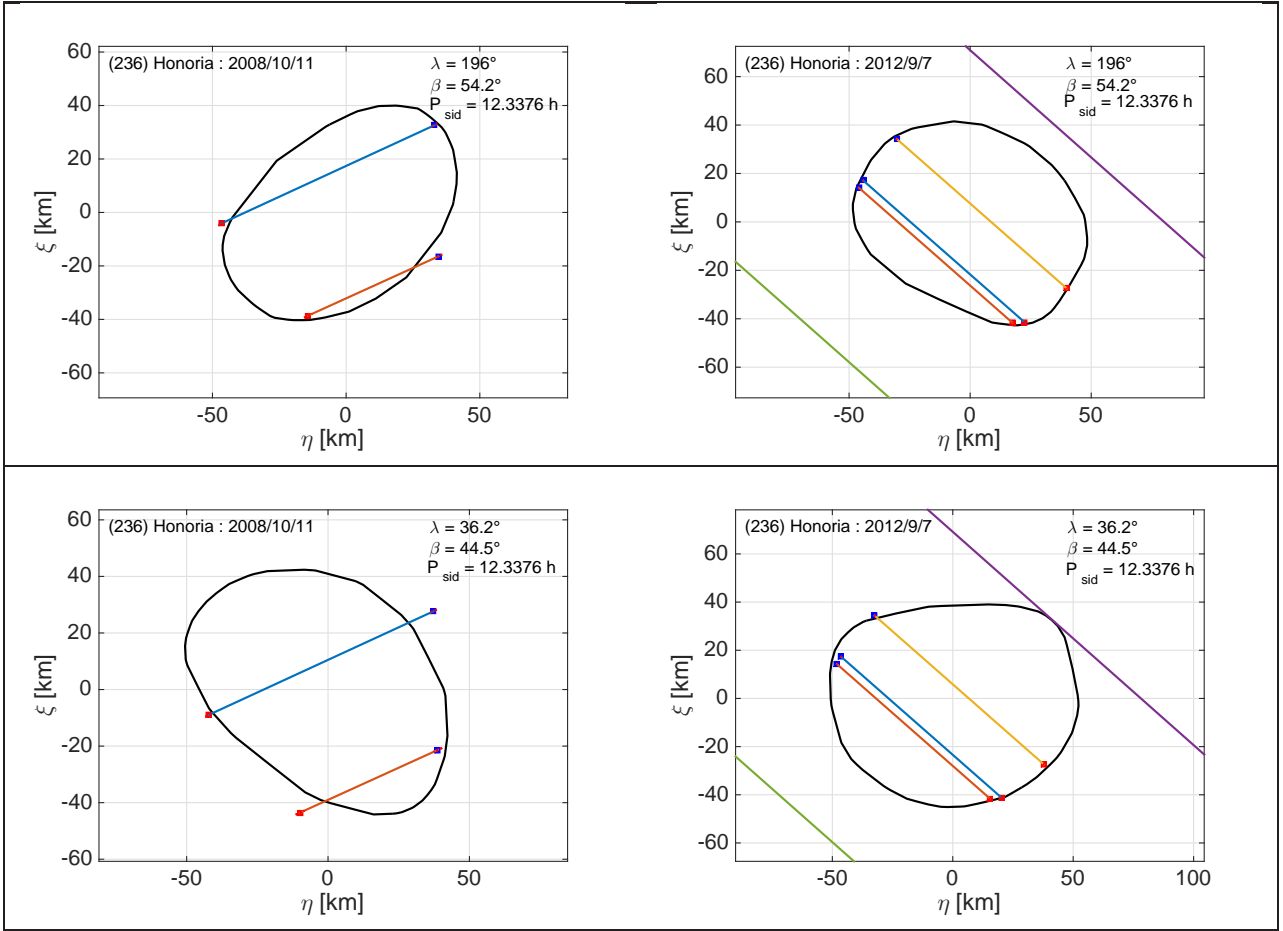 (236) Honoria : 2008/10/11
λ = 196°
β = 54.2°
P sid = 12.3376 h
60
40
20
0
-20
-40
-60
ξ [km]
-50 0 50
η [km]
(236) Honoria : 2012/9/7
λ = 196°
β = 54.2°
P sid = 12.3376 h
60
40
20
0
-20
-40
-60
ξ [km]
-50 0 50
η [km]
(236) Honoria : 2008/10/11
λ = 36.2°
β = 44.5°
P sid = 12.3376 h
60
40
20
0
-20
-40
-60
ξ [km]
-50 0 50
η [km]
(236) Honoria : 2012/9/7
λ = 36.2°
β = 44.5°
P sid = 12.3376 h
60
40
20
0
-20
-40
-60
ξ [km]
-50 0 50 100
η [km]